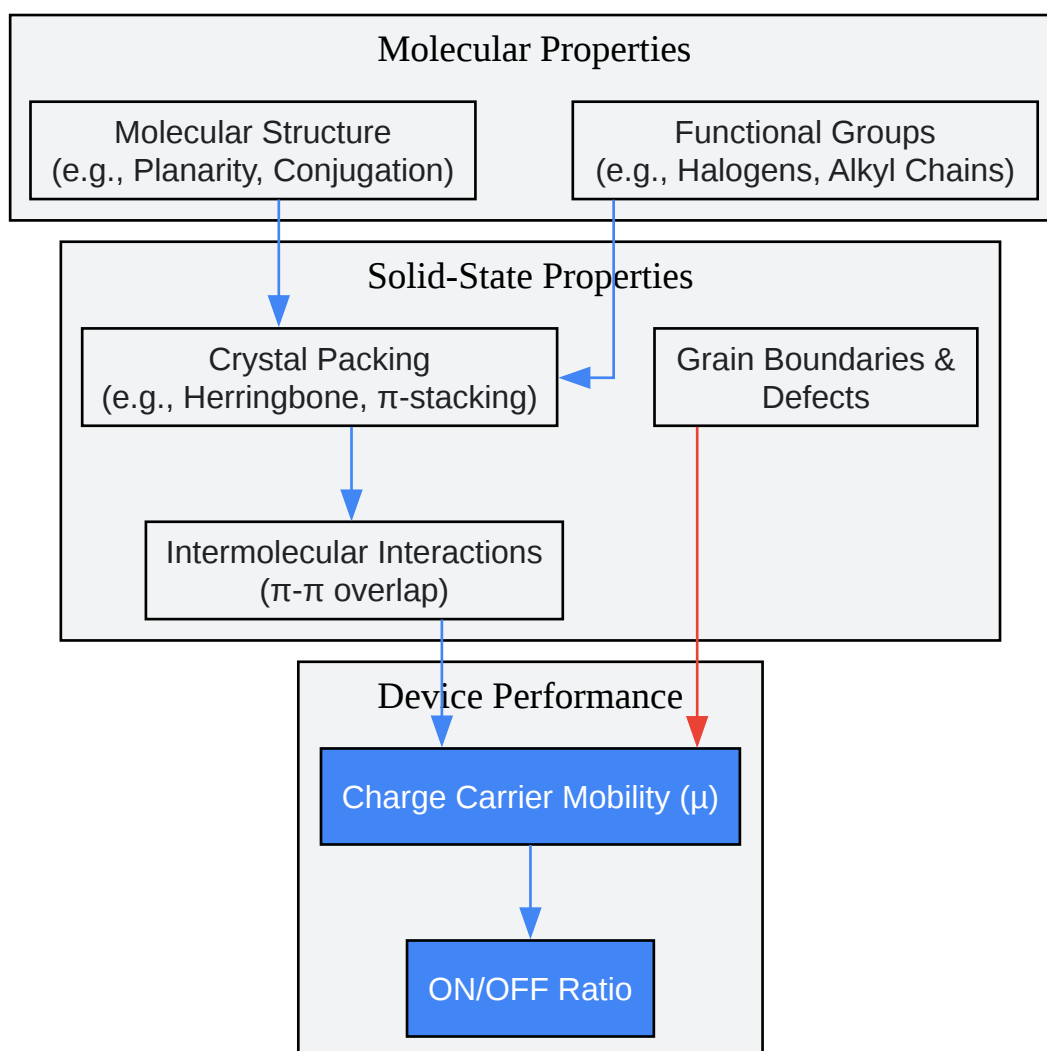 Molecular Properties
Molecular Structure
(e.g., Planarity, Conjugation)
Functional Groups
(e.g., Halogens, Alkyl Chains)
Solid-State Properties
Crystal Packing
(e.g., Herringbone, π-stacking)
Grain Boundaries &
Defects
Intermolecular Interactions
(π-π overlap)
Device Performance
Charge Carrier Mobility (µ)
ON/OFF Ratio